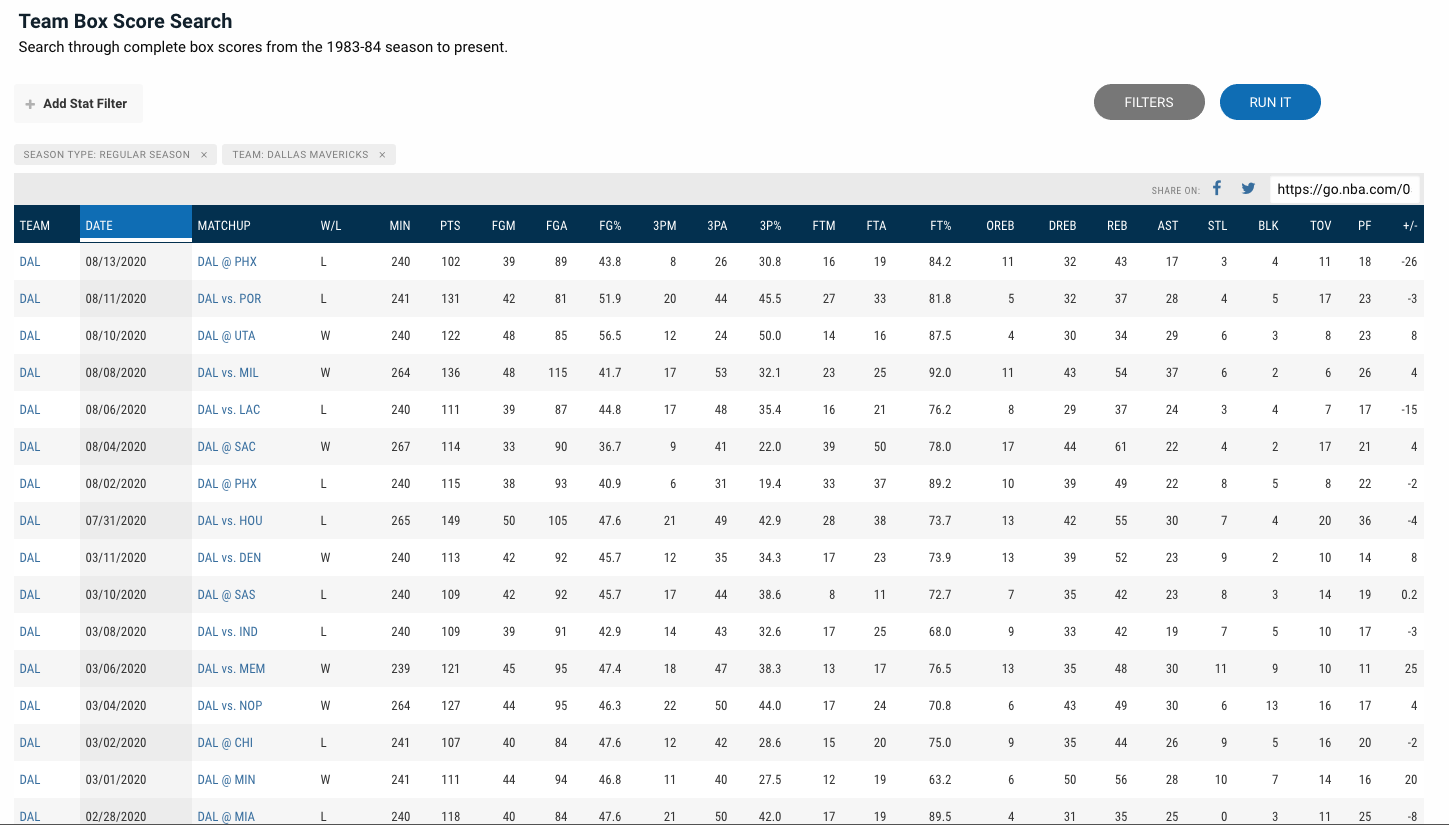 Team Box Score Search
Search through complete box scores from the 1983-84 season to present.
+ Add Stat Filter
FILTERS RUN IT
SEASON TYPE: REGULAR SEASON × TEAM: DALLAS MAVERICKS ×
SHARE ON: https://go.nba.com/0
TEAM DATE MATCHUP W/L MIN PTS FGM FGA FG% 3PM 3PA 3P% FTM FTA FT% OREB DREB REB AST STL BLK TOV PF +/-
DAL 08/13/2020 DAL @ PHX L 240 102 39 89 43.8 8 26 30.8 16 19 84.2 11 32 43 17 3 4 11 18 -26
DAL 08/11/2020 DAL vs. POR L 241 131 42 81 51.9 20 44 45.5 27 33 81.8 5 32 37 28 4 5 17 23 -3
DAL 08/10/2020 DAL @ UTA W 240 122 48 85 56.5 12 24 50.0 14 16 87.5 4 30 34 29 6 3 8 23 8
DAL 08/08/2020 DAL vs. MIL W 264 136 48 115 41.7 17 53 32.1 23 25 92.0 11 43 54 37 6 2 6 26 4
DAL 08/06/2020 DAL vs. LAC L 240 111 39 87 44.8 17 48 35.4 16 21 76.2 8 29 37 24 3 4 7 17 -15
DAL 08/04/2020 DAL @ SAC W 267 114 33 90 36.7 9 41 22.0 39 50 78.0 17 44 61 22 4 2 17 21 4
DAL 08/02/2020 DAL @ PHX L 240 115 38 93 40.9 6 31 19.4 33 37 89.2 10 39 49 22 8 5 8 22 -2
DAL 07/31/2020 DAL vs. HOU L 265 149 50 105 47.6 21 49 42.9 28 38 73.7 13 42 55 30 7 4 20 36 -4
DAL 03/11/2020 DAL vs. DEN W 240 113 42 92 45.7 12 35 34.3 17 23 73.9 13 39 52 23 9 2 10 14 8
DAL 03/10/2020 DAL @ SAS L 240 109 42 92 45.7 17 44 38.6 8 11 72.7 7 35 42 23 8 3 14 19 0.2
DAL 03/08/2020 DAL vs. IND L 240 109 39 91 42.9 14 43 32.6 17 25 68.0 9 33 42 19 7 5 10 17 -3
DAL 03/06/2020 DAL vs. MEM W 239 121 45 95 47.4 18 47 38.3 13 17 76.5 13 35 48 30 11 9 10 11 25
DAL 03/04/2020 DAL vs. NOP W 264 127 44 95 46.3 22 50 44.0 17 24 70.8 6 43 49 30 6 13 16 17 4
DAL 03/02/2020 DAL @ CHI L 241 107 40 84 47.6 12 42 28.6 15 20 75.0 9 35 44 26 9 5 16 20 -2
DAL 03/01/2020 DAL @ MIN W 241 111 44 94 46.8 11 40 27.5 12 19 63.2 6 50 56 28 10 7 14 16 20
DAL 02/28/2020 DAL @ MIA L 240 118 40 84 47.6 21 50 42.0 17 19 89.5 4 31 35 25 0 3 11 25 -8